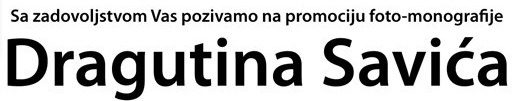 Sa zadovoljstvom Vas pozivamo na promociju foto-monografije
Dragutina Savića